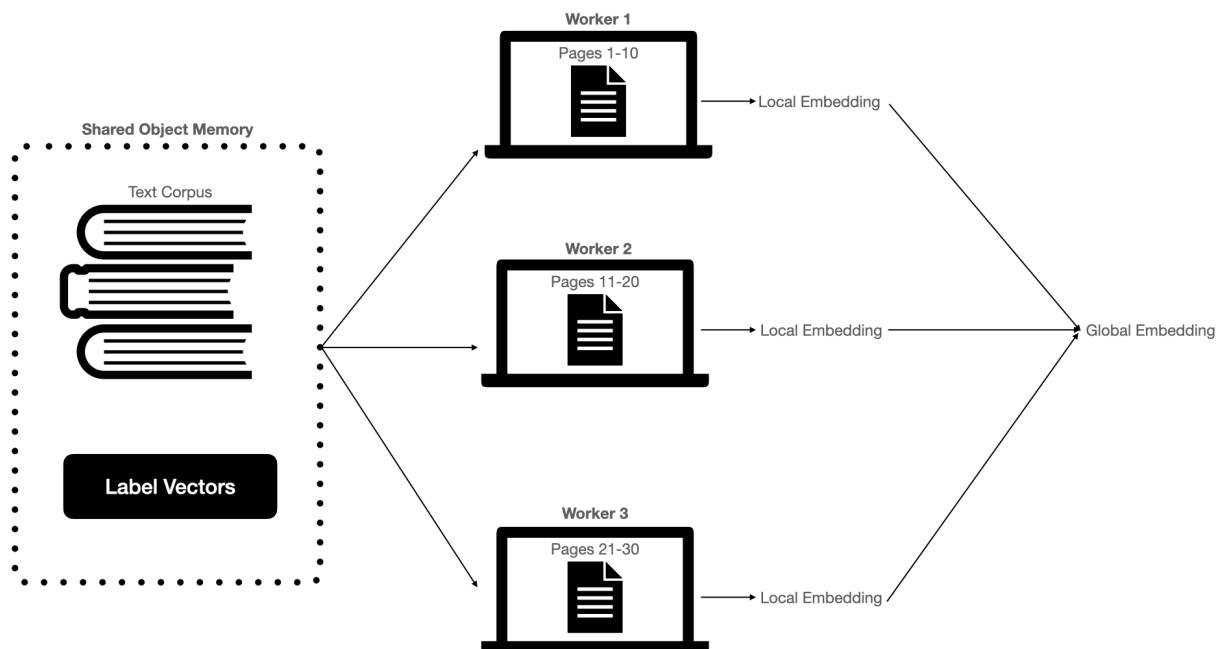 Shared Object Memory
Text Corpus
Label Vectors
Worker 1
Pages 1-10
Local Embedding
Worker 2
Pages 11-20
Local Embedding
Worker 3
Pages 21-30
Local Embedding
Global Embedding